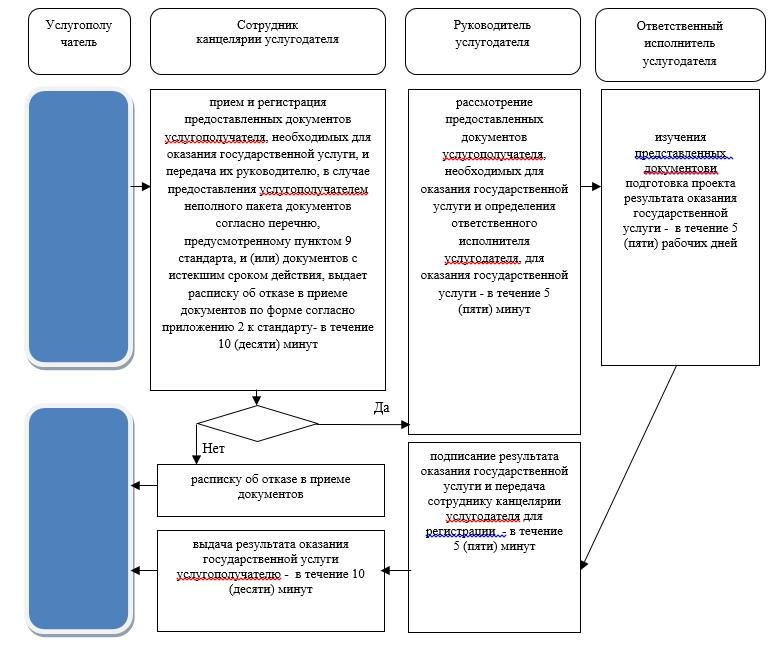 Услугополу
чатель
Сотрудник
канцелярии услугодателя
Руководитель
услугодателя
Ответственный
исполнитель
услугодателя
прием и регистрация
предоставленных документов
услугополучателя, необходимых для
оказания государственной услуги, и
передача их руководителю, в случае
предоставления услугополучателем
неполного пакета документов
согласно перечню,
предусмотренному пунктом 9
стандарта, и (или) документов с
истекшим сроком действия, выдает
расписку об отказе в приеме
документов по форме согласно
приложению 2 к стандарту- в течение
10 (десяти) минут
рассмотрение
предоставленных
документов
услугополучателя,
необходимых для
оказания государственной
услуги и определения
ответственного
исполнителя
услугодателя, для
оказания государственной
услуги - в течение 5
(пяти) минут
изучения
представленных
документови
подготовка проекта
результата оказания
государственной
услуги - в течение 5
(пяти) рабочих дней
Да
Нет
расписку об отказе в приеме
документов
подписание результата
оказания государственной
услуги и передача
сотруднику канцелярии
услугодателя для
регистрации - в течение
5 (пяти) минут
выдача результата оказания
государственной услуги
услугополучателю - в течение 10
(десяти) минут